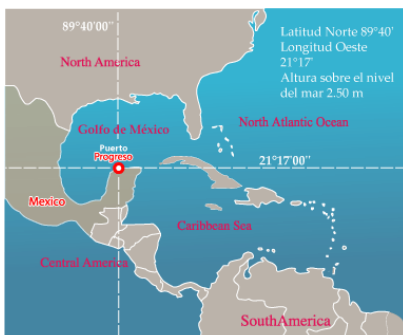 89°40'00"
Latitud Norte 89°40'
Longitud Oeste
21°17'
Altura sobre el nivel
del mar 2.50 m
North America
Golfo de México
North Atlantic Ocean
Puerto
Progreso
21°17'00"
Mexico
Caribbean Sea
Central America
SouthAmerica